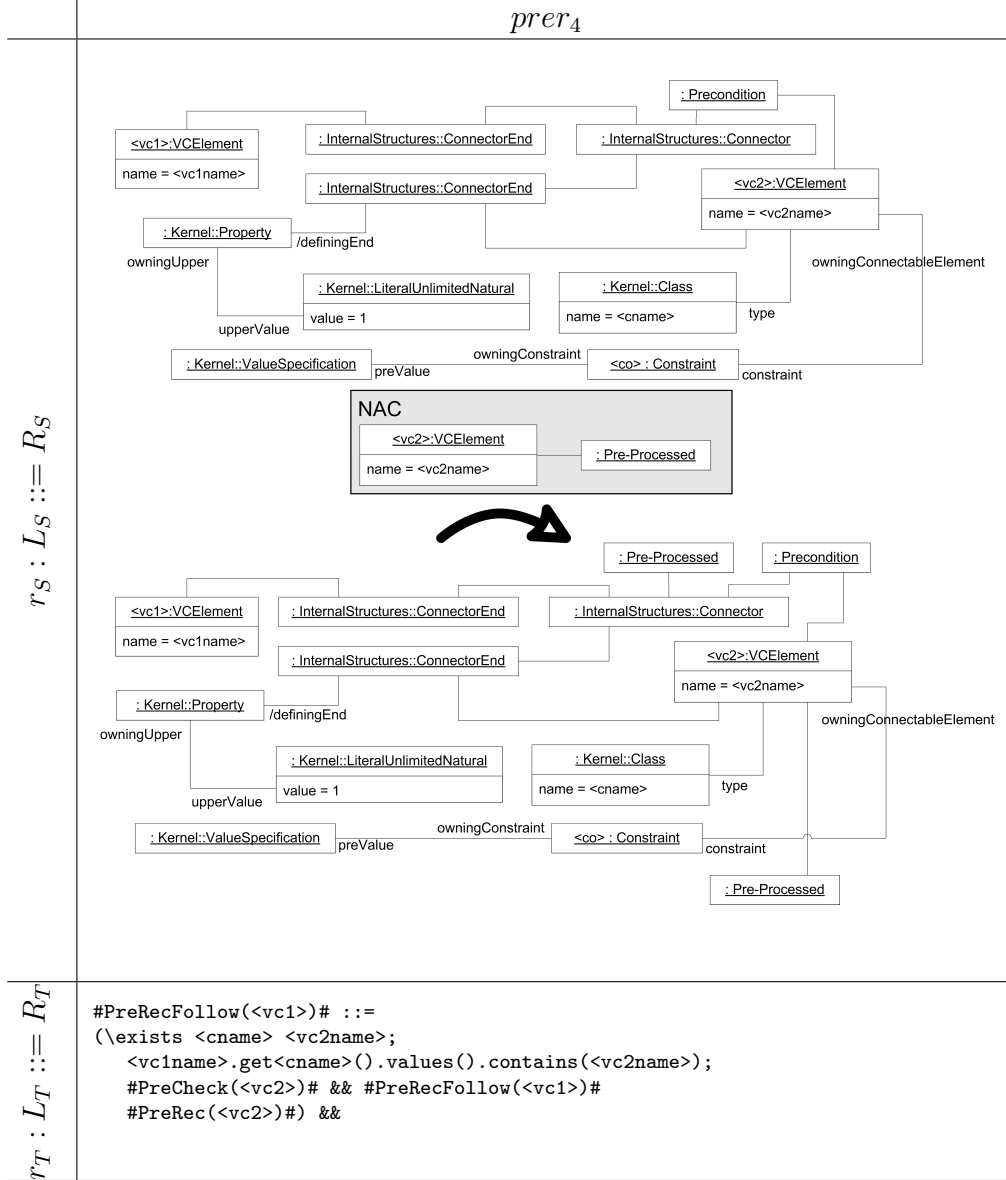 prer4
: Precondition
<vc1>:VCElement
name = <vc1name>
: InternalStructures::ConnectorEnd
: InternalStructures::Connector
: InternalStructures::ConnectorEnd
<vc2>:VCElement
name = <vc2name>
: Kernel::Property
/definingEnd
owningUpper
owningConnectableElement
: Kernel::LiteralUnlimitedNatural
value = 1
upperValue
: Kernel::Class
name = <cname>
type
: Kernel::ValueSpecification
preValue
owningConstraint
<co> : Constraint
constraint
NAC
<vc2>:VCElement
name = <vc2name>
: Pre-Processed
rS : LS ::= RS
: Pre-Processed
: Precondition
<vc1>:VCElement
name = <vc1name>
: InternalStructures::ConnectorEnd
: InternalStructures::Connector
: InternalStructures::ConnectorEnd
<vc2>:VCElement
name = <vc2name>
: Kernel::Property
/definingEnd
owningUpper
owningConnectableElement
: Kernel::LiteralUnlimitedNatural
value = 1
upperValue
: Kernel::Class
name = <cname>
type
: Kernel::ValueSpecification
preValue
owningConstraint
<co> : Constraint
constraint
: Pre-Processed
rT : LT ::= RT
#PreRecFollow(<vc1>)# ::=
(\exists <cname> <vc2name>;
<vc1name>.get<cname>().values().contains(<vc2name>);
#PreCheck(<vc2>)# && #PreRecFollow(<vc1>)#
#PreRec(<vc2>)#) &&